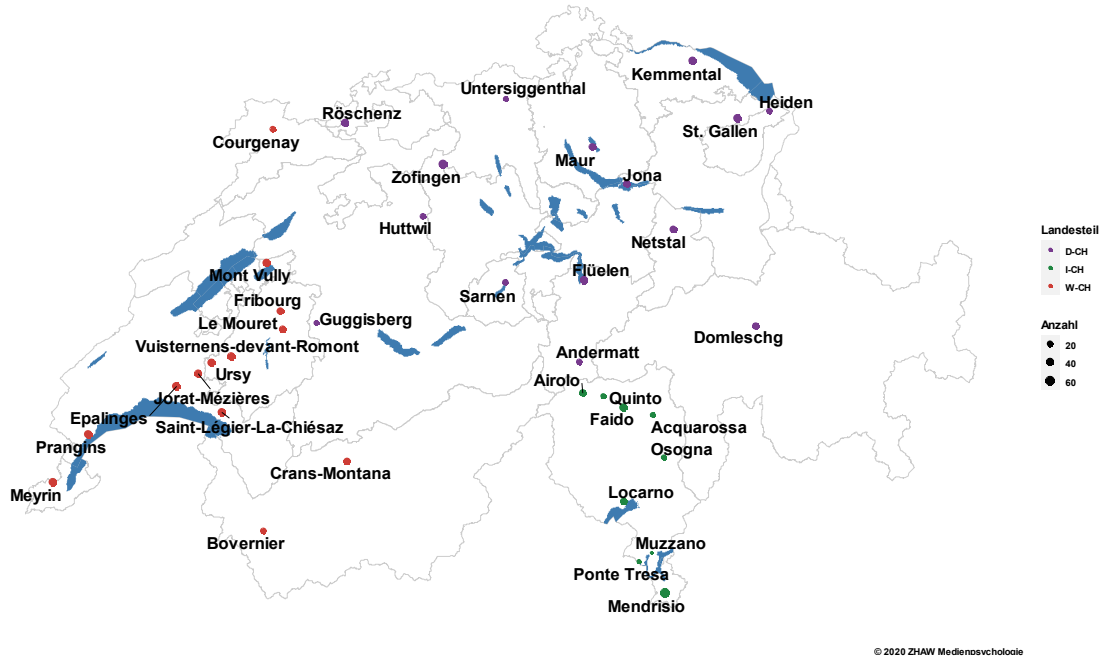 Kemmental
Untersiggenthal
Heiden
Röschenz
St. Gallen
Courgenay
Maur
Jona
Zofingen
Huttwil
Netstal
Mont Vully
Flüelen
Sarnen
Fribourg
Le Mouret
Guggisberg
Domleschg
Vuisternens-devant-Romont
Andermatt
Ursy
Airolo
Quinto
Jorat-Mézières
Faido
Epalinges
Saint-Légier-La-Chiésaz
Acquarossa
Prangins
Osogna
Crans-Montana
Meyrin
Locarno
Bovernier
Muzzano
Ponte Tresa
Mendrisio
Landesteil
D-CH
I-CH
W-CH
Anzahl
20
40
60
© 2020 ZHAW Medienpsychologie